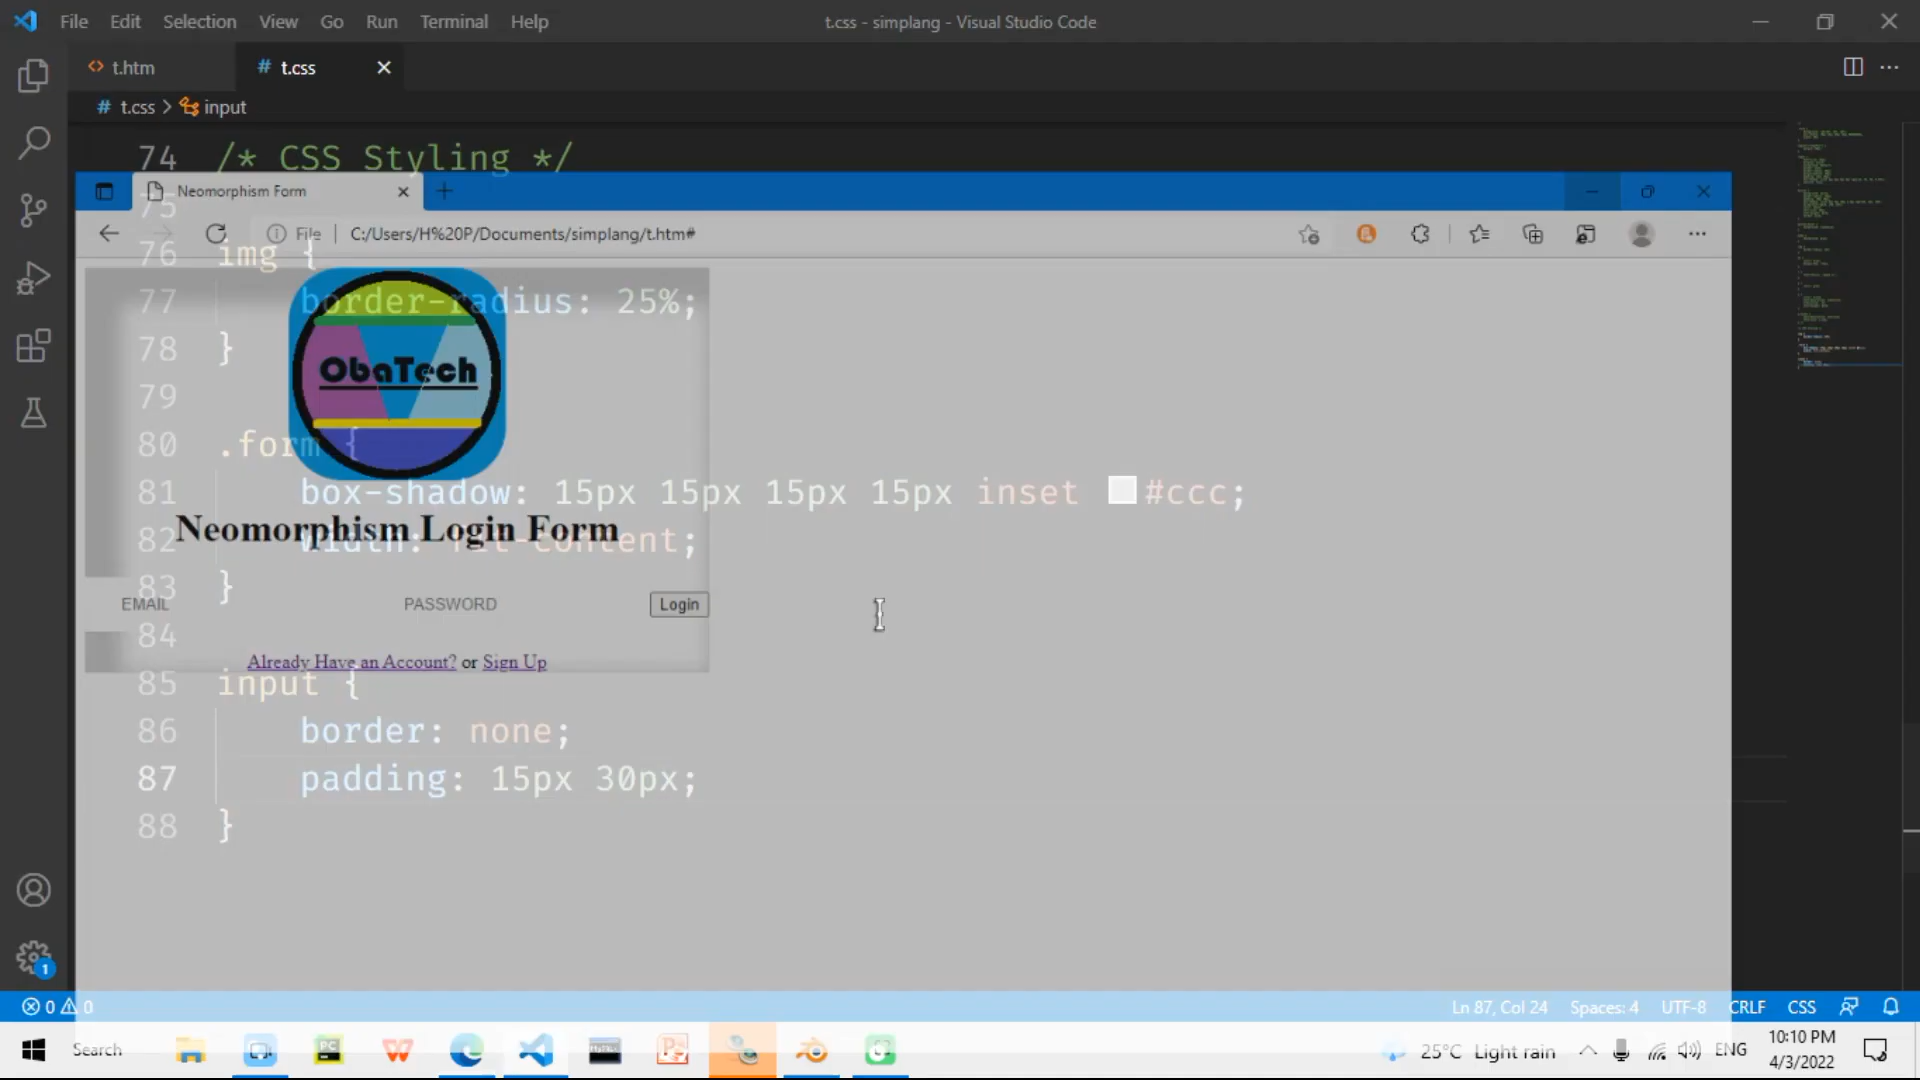 File Edit Selection View Go Run Terminal Help
t.css - simplang - Visual Studio Code
t.htm
# t.css
# t.css > input
74 /* CSS Styling */
Neomorphism Form
75
File C:/Users/H%20P/Documents/simplang/t.htm#
76 img {
77 border-radius: 25%;
78 }
ObaTech
79
80 .form {
81 box-shadow: 15px 15px 15px 15px inset #ccc;
Neomorphism Login Form
82 width: fit-content;
83 }
EMAIL PASSWORD Login
84
Already Have an Account? or Sign Up
85 input {
86 border: none;
87 padding: 15px 30px;
88 }
1
0 0
Ln 87, Col 24 Spaces: 4 UTF-8 CRLF CSS
Search
PC
25°C Light rain
ENG
10:10 PM
4/3/2022